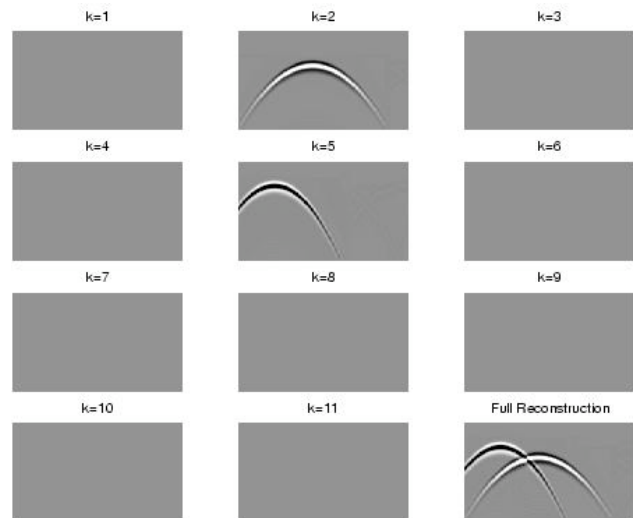 k=1
k=2
k=3
k=4
k=5
k=6
k=7
k=8
k=9
k=10
k=11
Full Reconstruction